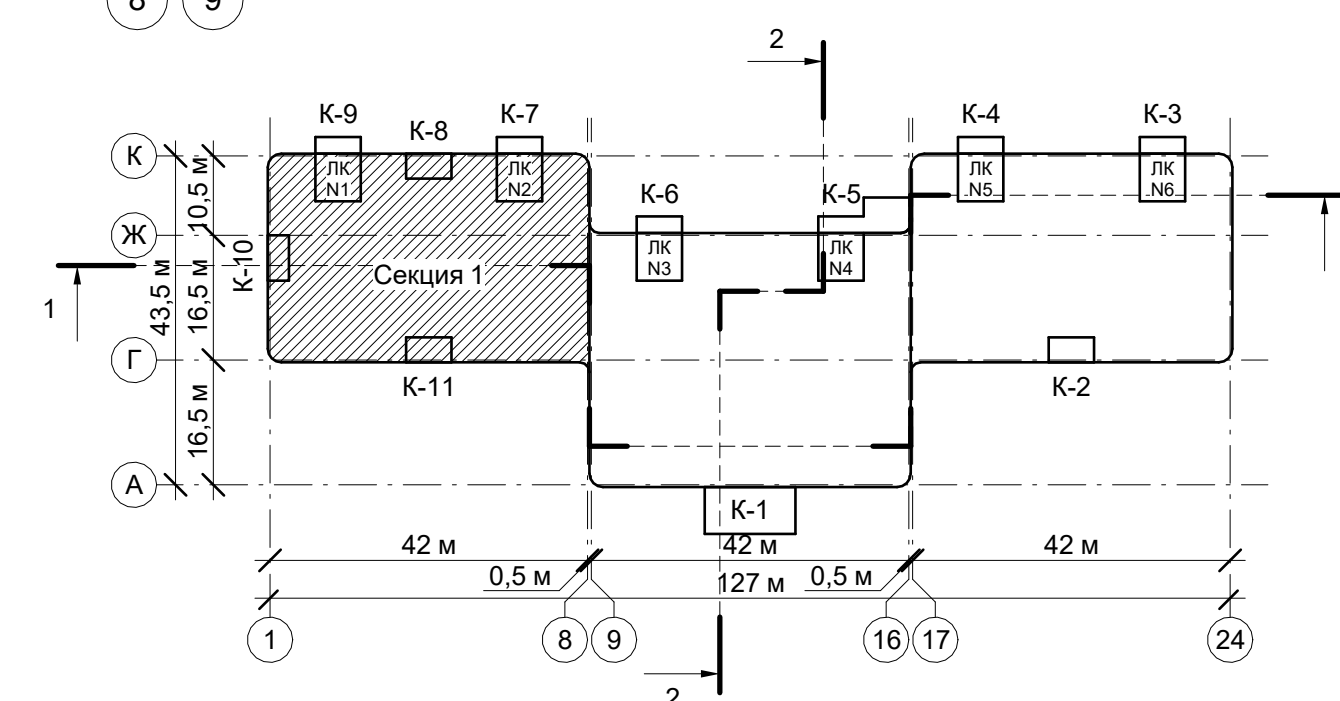 8 9
2
К-9 К-8 К-7 К-4 К-3
К
ЛК
N1
ЛК
N2
ЛК
N5
ЛК
N6
10,5 м
К-6 К-5
Ж
ЛК
N3
ЛК
N4
К-10
Секция 1
1
43,5 м
16,5 м
Г
К-11 К-2
16,5 м
А
К-1
42 м 42 м 42 м
0,5 м 127 м 0,5 м
1 8 9 16 17 24
2